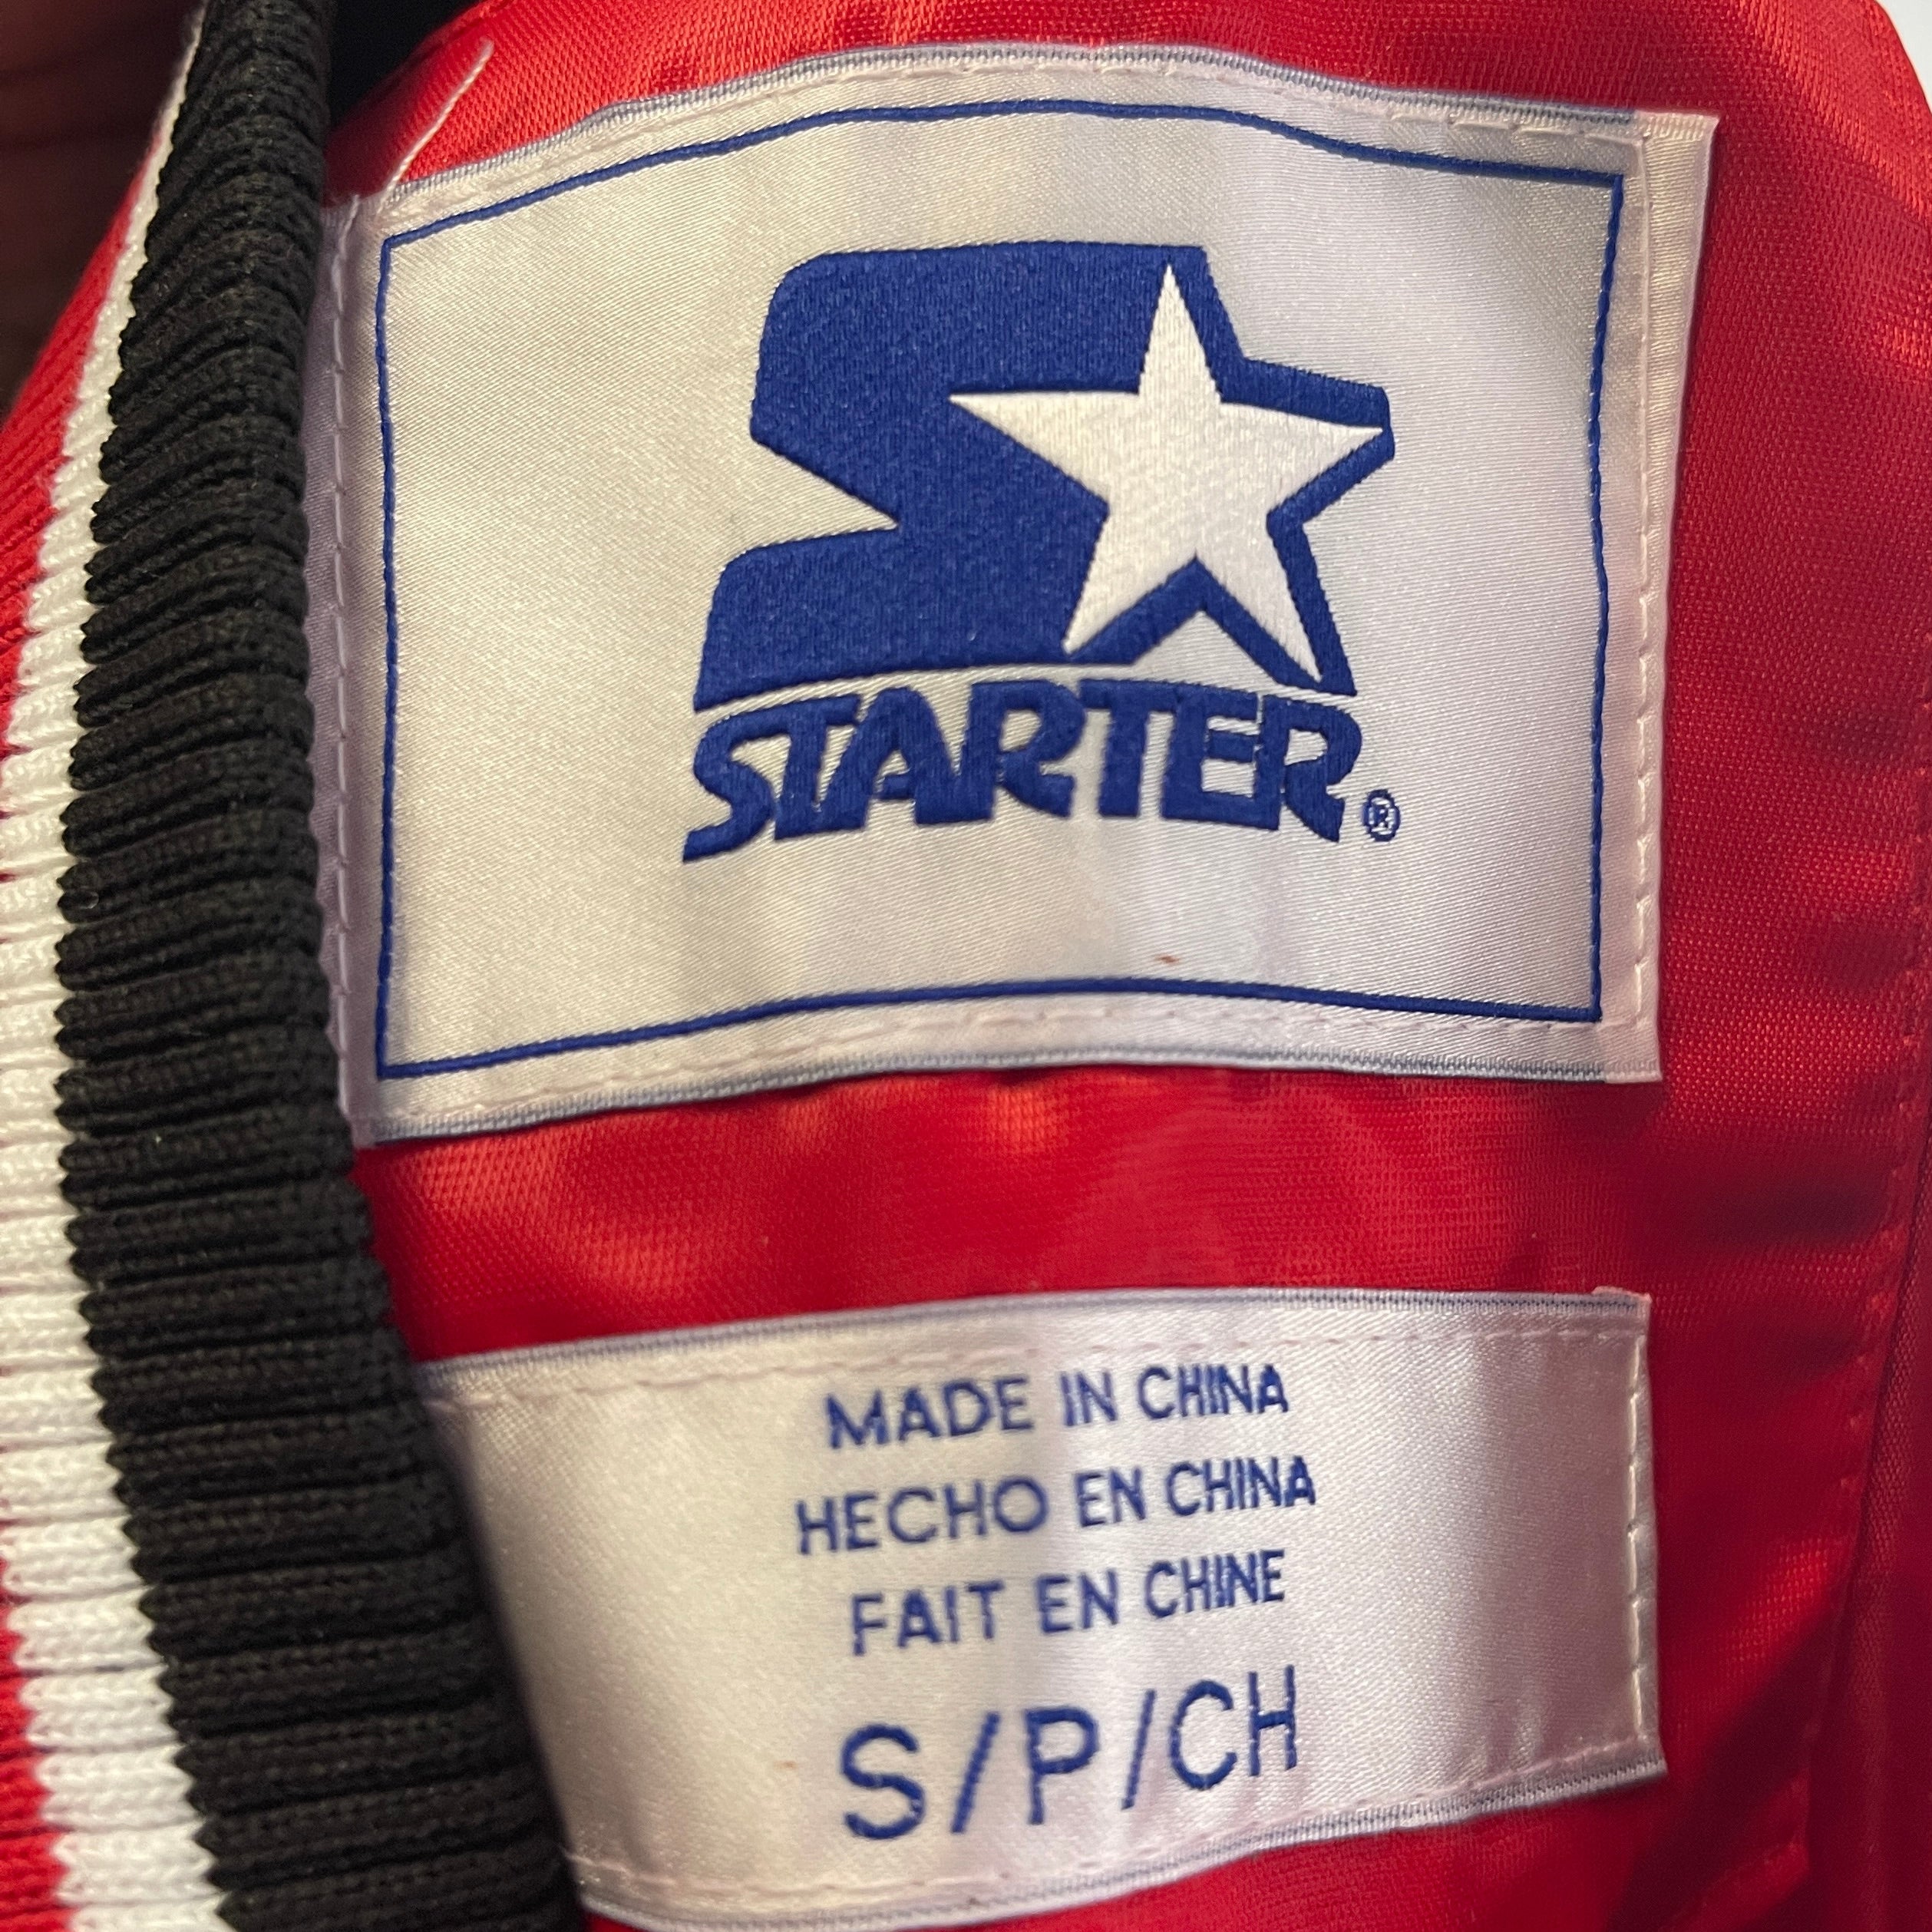 STARTER®
MADE IN CHINA
HECHO EN CHINA
FAIT EN CHINE
S/P/CH